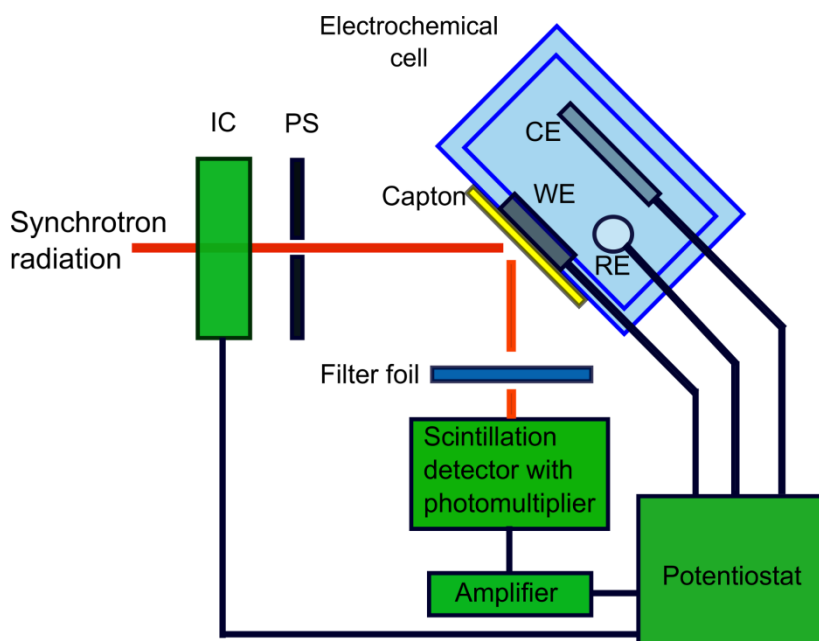 Electrochemical
cell
IC
PS
CE
Capton
WE
Synchrotron
radiation
RE
Filter foil
Scintillation
detector with
photomultiplier
Amplifier
Potentiostat